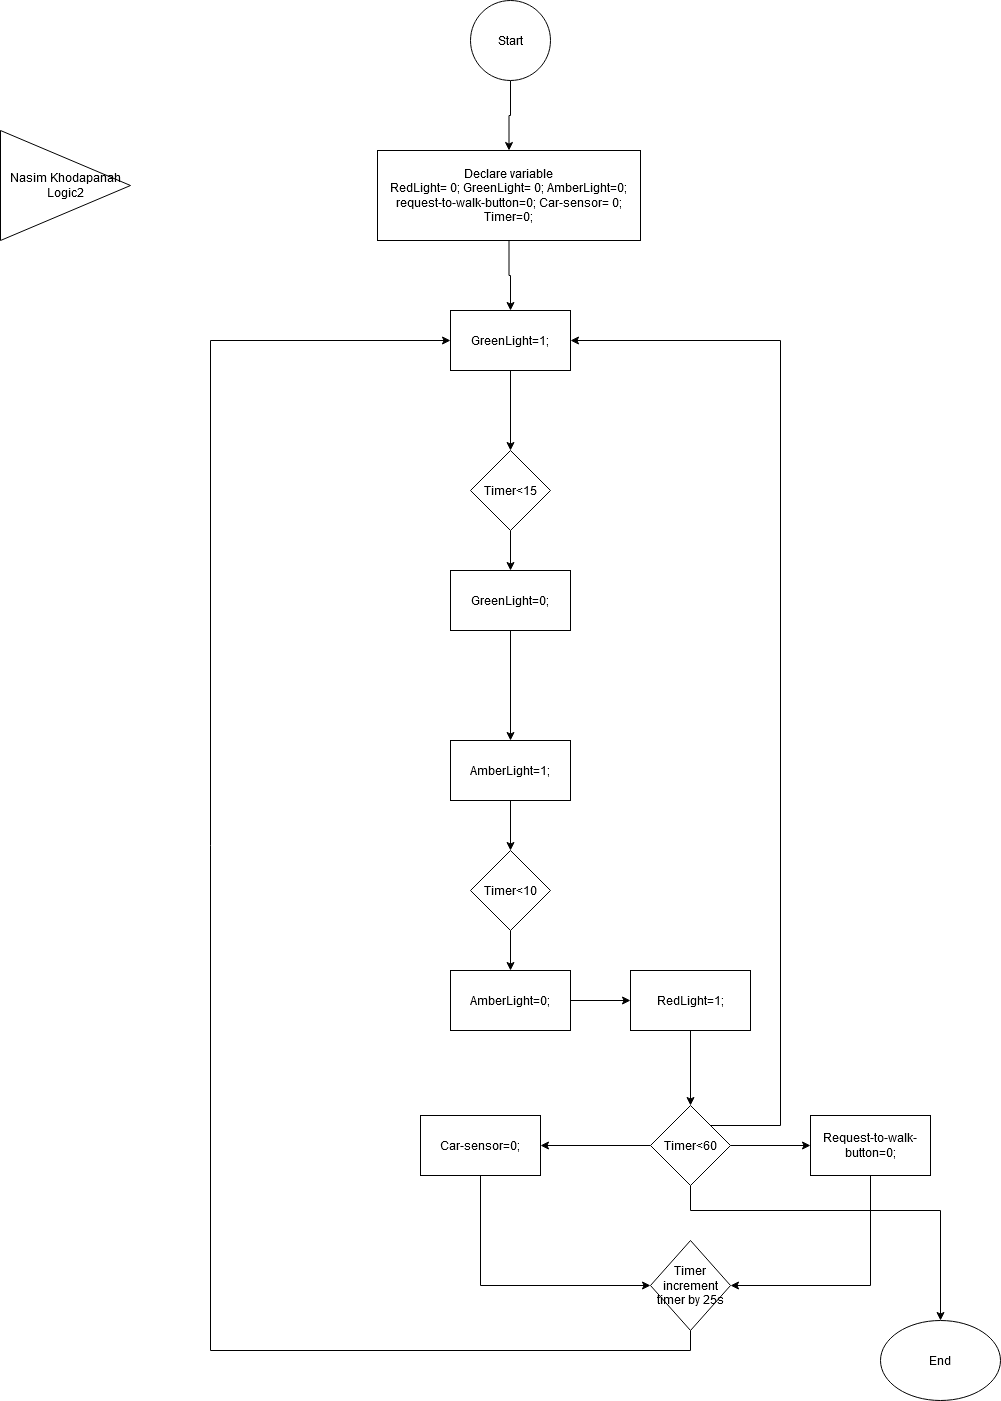 Start
Nasim Khodapanah
Logic2
Declare variable
RedLight= 0; GreenLight= 0; AmberLight=0;
request-to-walk-button=0; Car-sensor= 0;
Timer=0;
GreenLight=1;
Timer<15
GreenLight=0;
AmberLight=1;
Timer<10
AmberLight=0;
RedLight=1;
Car-sensor=0;
Timer<60
Request-to-walk-
button=0;
Timer
increment
timer by 25s
End